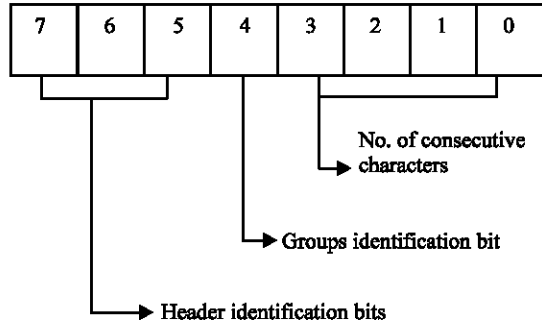 7 6 5 4 3 2 1 0
No. of consecutive
characters
Groups identification bit
Header identification bits